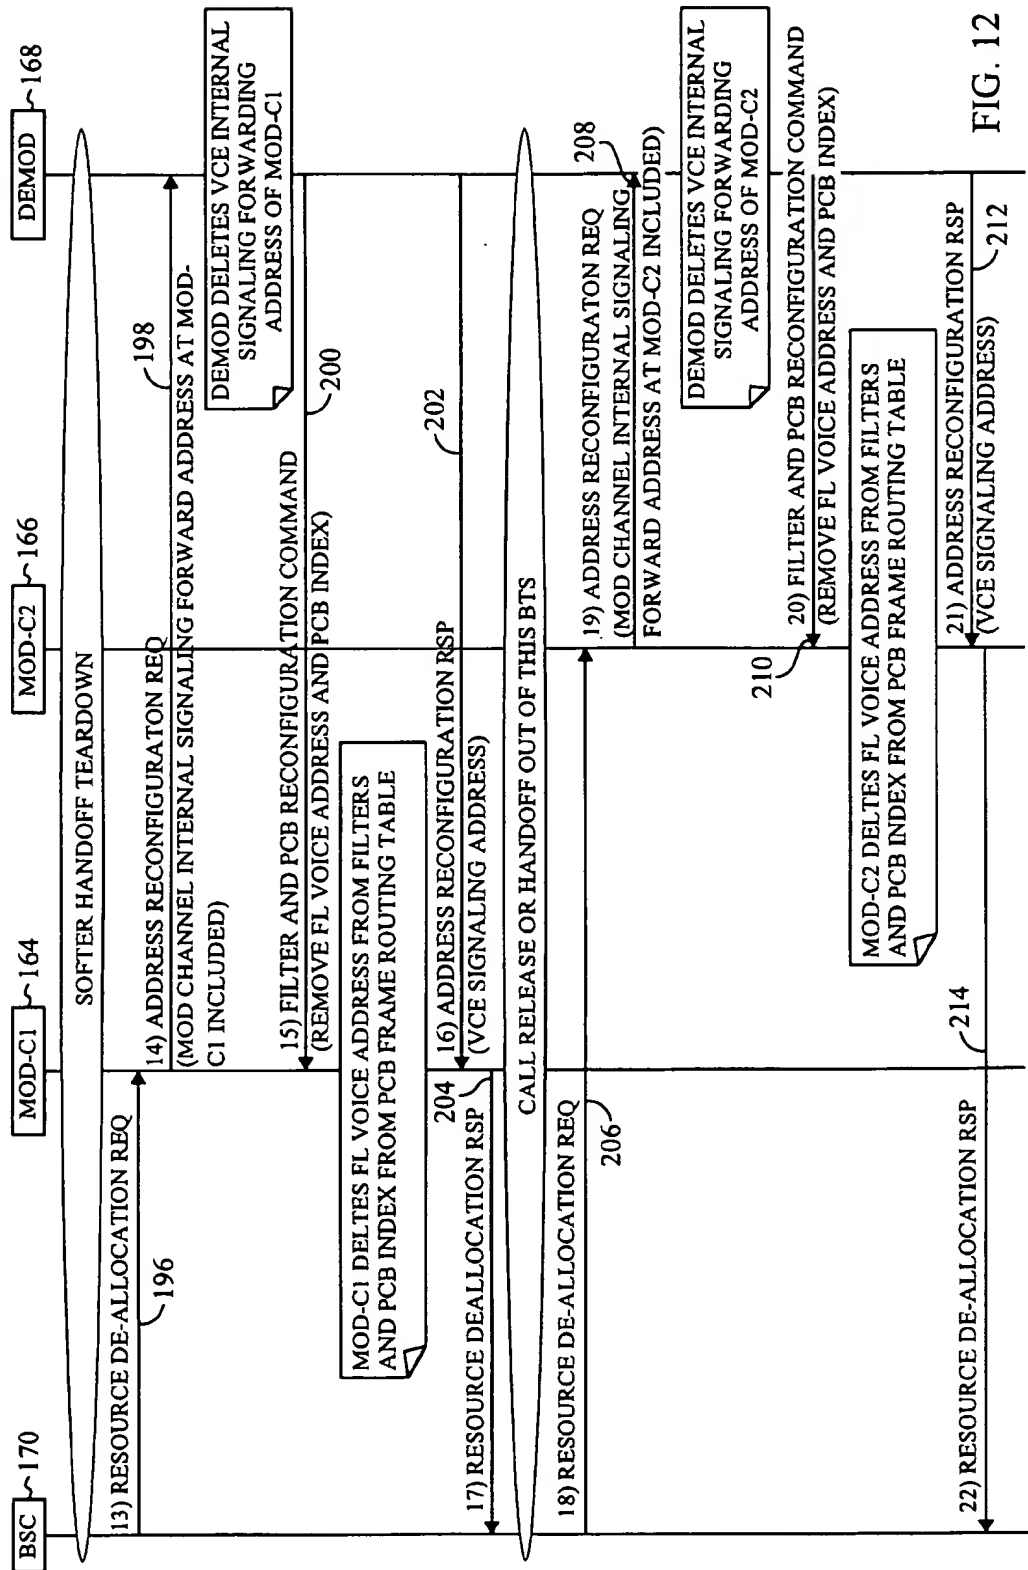 BSC
170
MOD-C1
164
MOD-C2
166
DEMOD
168
SOFTER HANDOFF TEARDOWN
13) RESOURCE DE-ALLOCATION REQ
196
14) ADDRESS RECONFIGURATON REQ
(MOD CHANNEL INTERNAL SIGNALING FORWARD ADDRESS AT MOD-
C1 INCLUDED)
198
DEMOD DELETES VCE INTERNAL
SIGNALING FORWARDING
ADDRESS OF MOD-C1
15) FILTER AND PCB RECONFIGURATION COMMAND
(REMOVE FL VOICE ADDRESS AND PCB INDEX)
200
MOD-C1 DELTES FL VOICE ADDRESS FROM FILTERS
AND PCB INDEX FROM PCB FRAME ROUTING TABLE
16) ADDRESS RECONFIGURATION RSP
(VCE SIGNALING ADDRESS)
202
17) RESOURCE DEALLOCATION RSP
204
CALL RELEASE OR HANDOFF OUT OF THIS BTS
18) RESOURCE DE-ALLOCATION REQ
206
19) ADDRESS RECONFIGURATON REQ
(MOD CHANNEL INTERNAL SIGNALING
FORWARD ADDRESS AT MOD-C2 INCLUDED)
208
DEMOD DELETES VCE INTERNAL
SIGNALING FORWARDING
ADDRESS OF MOD-C2
20) FILTER AND PCB RECONFIGURATION COMMAND
(REMOVE FL VOICE ADDRESS AND PCB INDEX)
210
MOD-C2 DELTES FL VOICE ADDRESS FROM FILTERS
AND PCB INDEX FROM PCB FRAME ROUTING TABLE
21) ADDRESS RECONFIGURATION RSP
(VCE SIGNALING ADDRESS)
212
22) RESOURCE DE-ALLOCATION RSP
214
FIG. 12